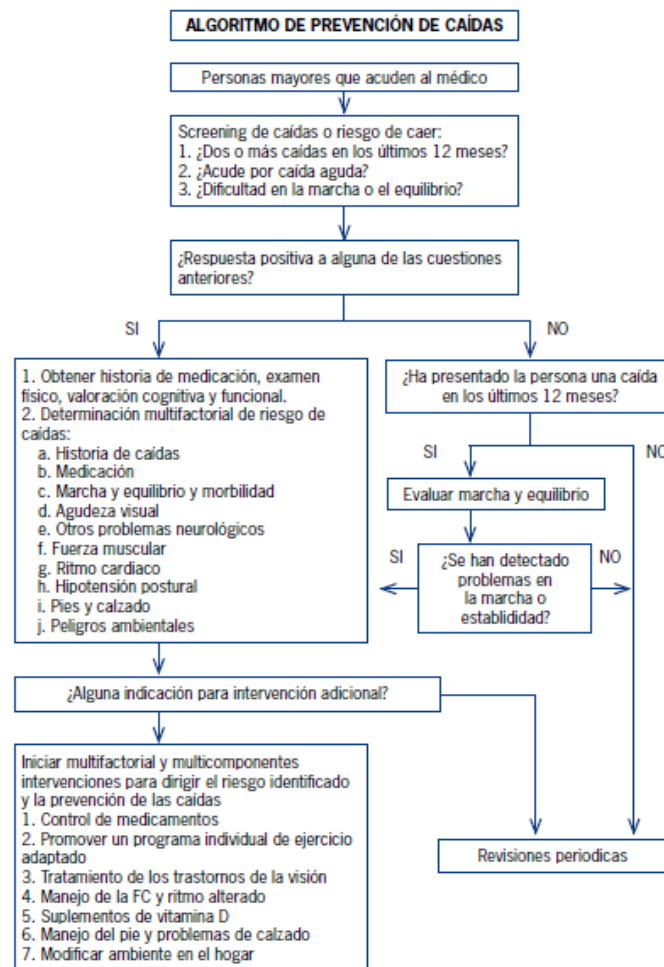 ALGORITMO DE PREVENCIÓN DE CAÍDAS
Personas mayores que acuden al médico
Screening de caídas o riesgo de caer:
1. ¿Dos o más caídas en los últimos 12 meses?
2. ¿Acude por caída aguda?
3. ¿Dificultad en la marcha o el equilibrio?
¿Respuesta positiva a alguna de las cuestiones
anteriores?
SI
NO
1. Obtener historia de medicación, examen
físico, valoración cognitiva y funcional.
2. Determinación multifactorial de riesgo de
caídas:
a. Historia de caídas
b. Medicación
c. Marcha y equilibrio y morbilidad
d. Agudeza visual
e. Otros problemas neurológicos
f. Fuerza muscular
g. Ritmo cardiaco
h. Hipotensión postural
i. Pies y calzado
j. Peligros ambientales
¿Ha presentado la persona una caída
en los últimos 12 meses?
SI
NO
Evaluar marcha y equilibrio
SI
¿Se han detectado
problemas en
la marcha o
establididad?
NO
¿Alguna indicación para intervención adicional?
Iniciar multifactorial y multicomponentes
intervenciones para dirigir el riesgo identificado
y la prevención de las caídas
1. Control de medicamentos
2. Promover un programa individual de ejercicio
adaptado
3. Tratamiento de los trastornos de la visión
4. Manejo de la FC y ritmo alterado
5. Suplementos de vitamina D
6. Manejo del pie y problemas de calzado
7. Modificar ambiente en el hogar
Revisiones periodicas